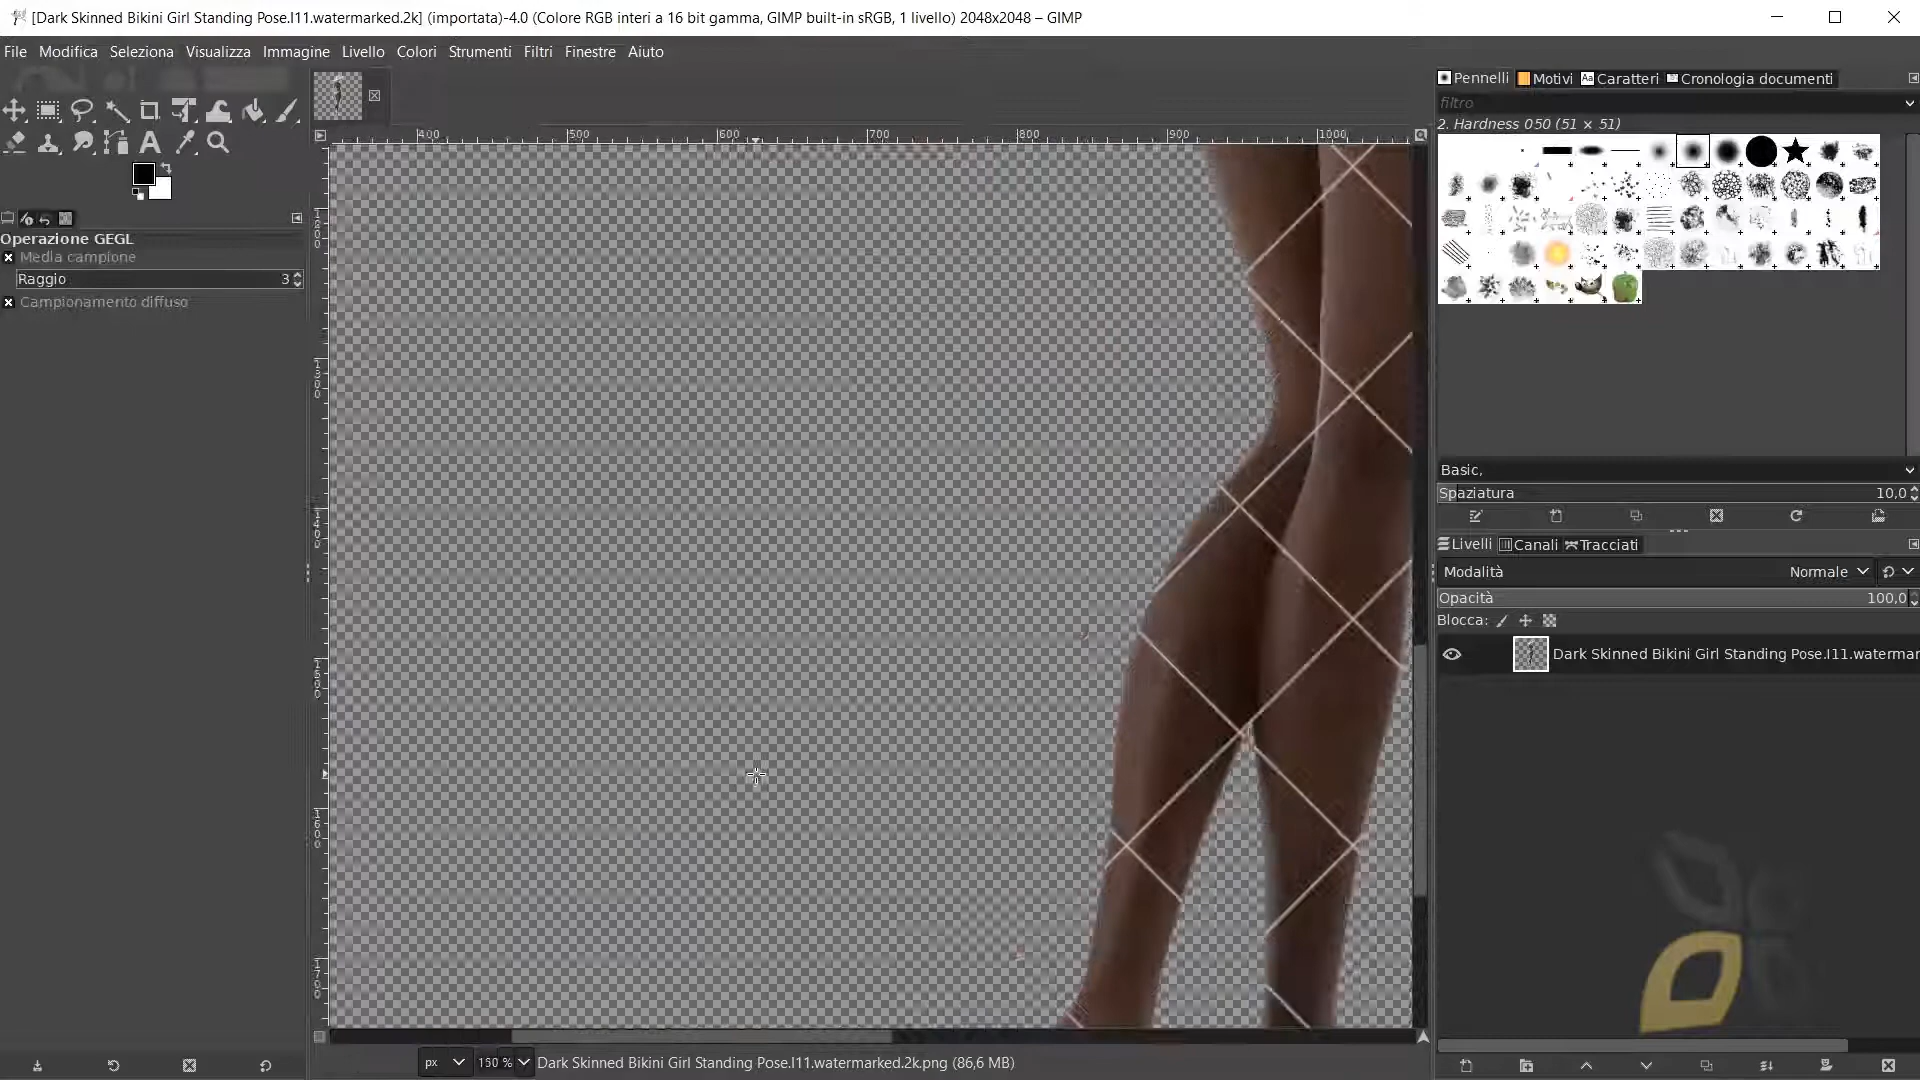 [Dark Skinned Bikini Girl Standing Pose.I11.watermarked.2k] (importata)-4.0 (Colore RGB interi a 16 bit gamma, GIMP built-in sRGB, 1 livello) 2048x2048 – GIMP
File Modifica Seleziona Visualizza Immagine Livello Colori Strumenti Filtri Finestre Aiuto
Pennelli Motivi Caratteri Cronologia documenti
filtro
2. Hardness 050 (51 × 51)
400 500 600 700 800 900 1000
Operazione GEGL
Media campione
Raggio 3
Campionamento diffuso
1300
1400
1600
1700
Basic,
Spaziatura 10,0
Livelli Canali Tracciati
Modalità Normale
Opacità 100,0
Blocca:
Dark Skinned Bikini Girl Standing Pose.I11.watermar
px 150 % Dark Skinned Bikini Girl Standing Pose.I11.watermarked.2k.png (86,6 MB)